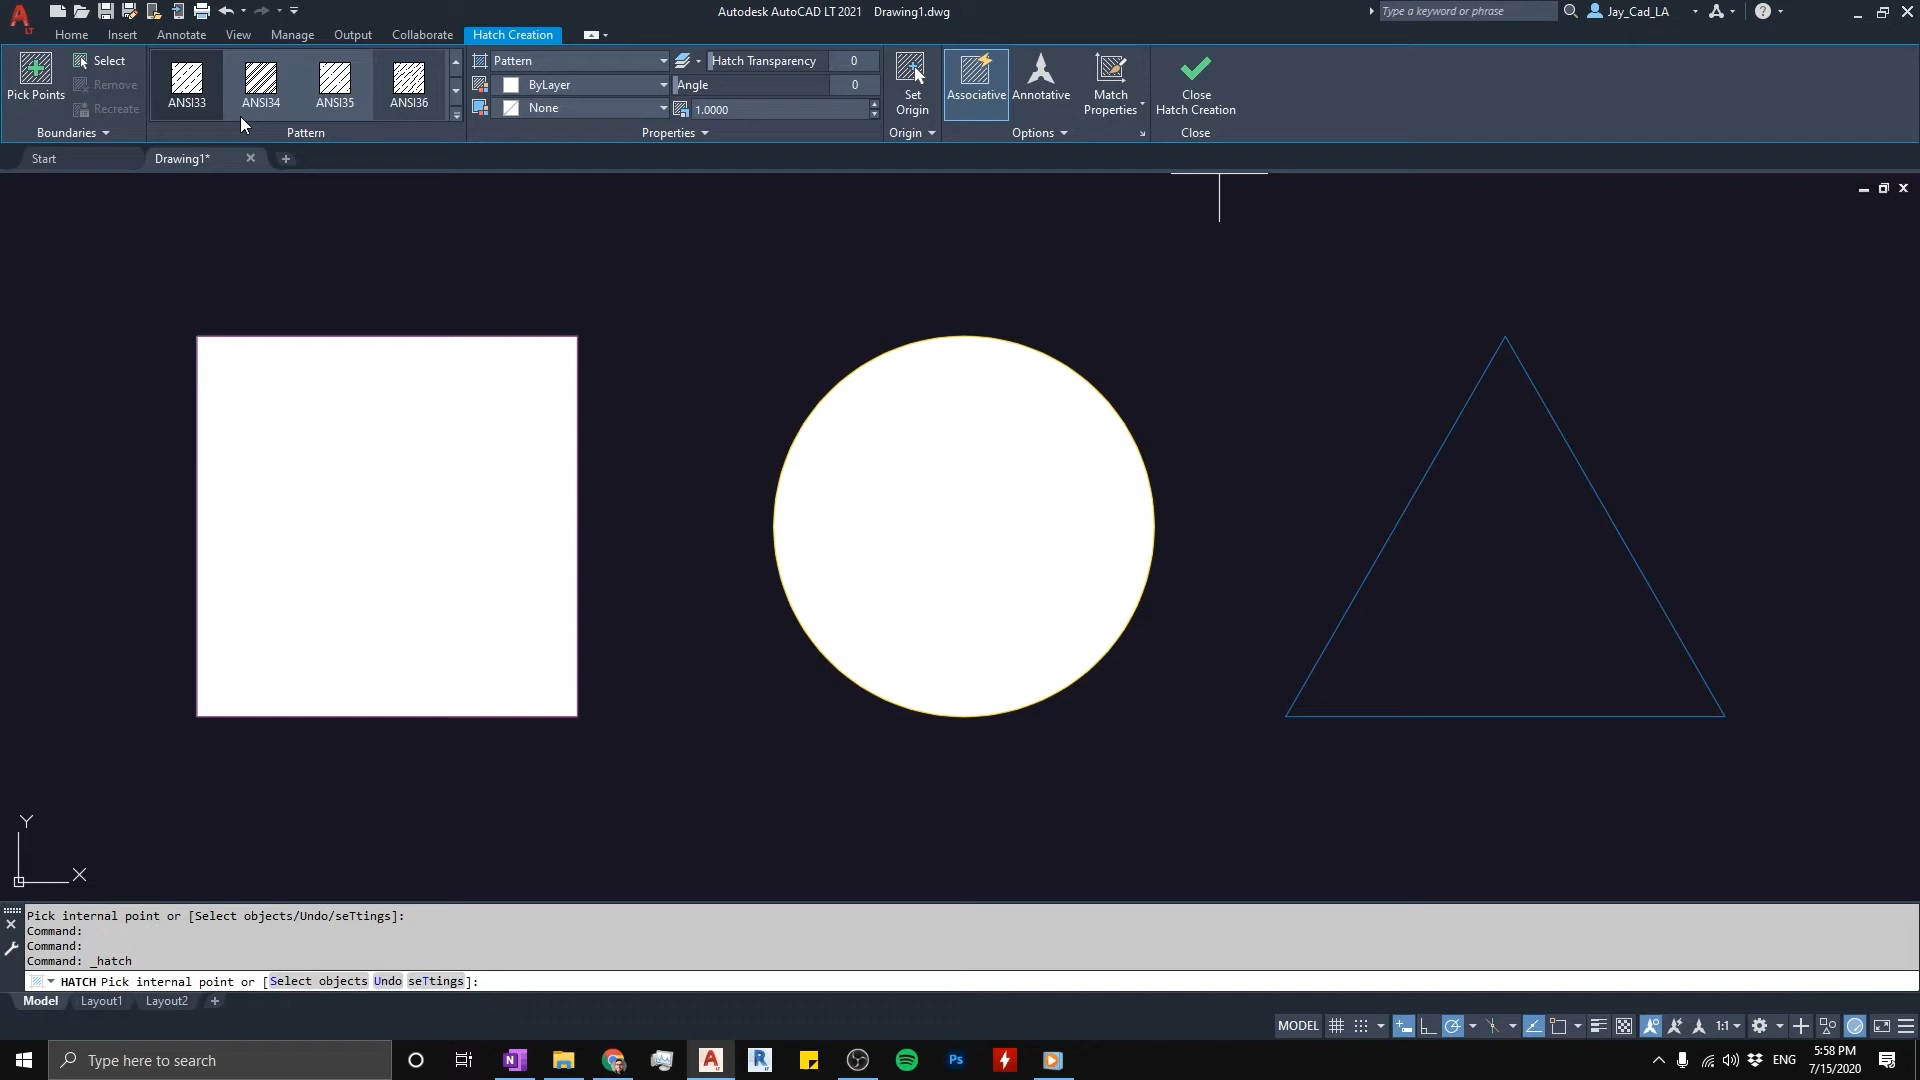 Autodesk AutoCAD LT 2021 Drawing1.dwg
Type a keyword or phrase
Jay_Cad_LA
LT
Home Insert Annotate View Manage Output Collaborate Hatch Creation
Pick Points
Select
Remove
Recreate
Boundaries
ANSI33 ANSI34 ANSI35 ANSI36
Pattern
Pattern
ByLayer
None
Hatch Transparency 0
Angle 0
1.0000
Properties
Set
Origin
Origin
Associative
Annotative
Match
Properties
Options
Close
Hatch Creation
Close
Start Drawing1*
Y
X
Pick internal point or [Select objects/Undo/seTtings]:
Command:
Command:
Command: _hatch
HATCH Pick internal point or [Select objects Undo seTtings]:
Model Layout1 Layout2
MODEL 1:1
Type here to search
Ps
ENG
5:58 PM
7/15/2020